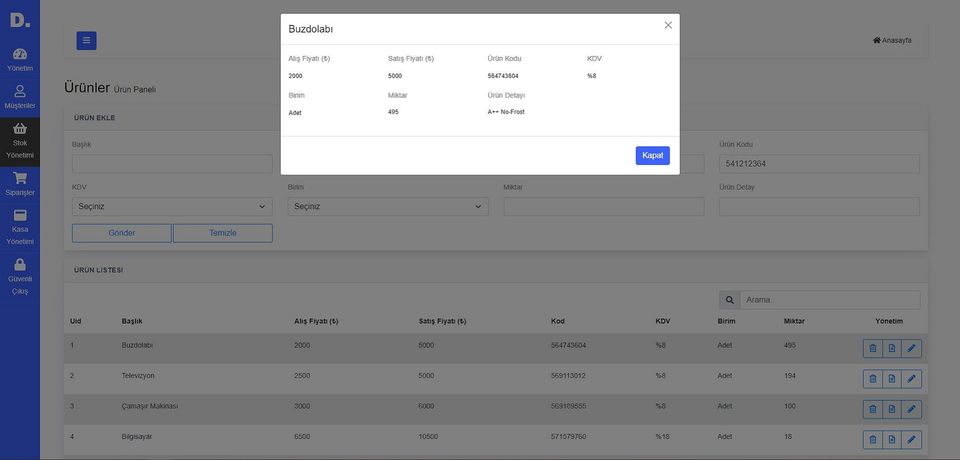 D.
Yönetim
Müşteriler
Stok
Yönetimi
Siparişler
Kasa
Yönetimi
Güvenli
Çıkış
Anasayfa
Buzdolabı
Alış Fiyatı (₺) Satış Fiyatı (₺) Ürün Kodu KDV
2000 5000 564743604 %8
Birim Miktar Ürün Detayı
Adet 495 A++ No-Frost
Kapat
Ürünler Ürün Paneli
ÜRÜN EKLE
Başlık Ürün Kodu
541212364
KDV Birim Miktar Ürün Detay
Seçiniz Seçiniz
Gönder Temizle
ÜRÜN LİSTESİ
Arama.
Uid Başlık Alış Fiyatı (₺) Satış Fiyatı (₺) Kod KDV Birim Miktar Yönetim
1 Buzdolabı 2000 5000 564743604 %8 Adet 495
2 Televizyon 2500 5000 569113012 %8 Adet 194
3 Çamaşır Makinası 3000 6000 569189555 %8 Adet 100
4 Bilgisayar 6500 10500 571579760 %18 Adet 18